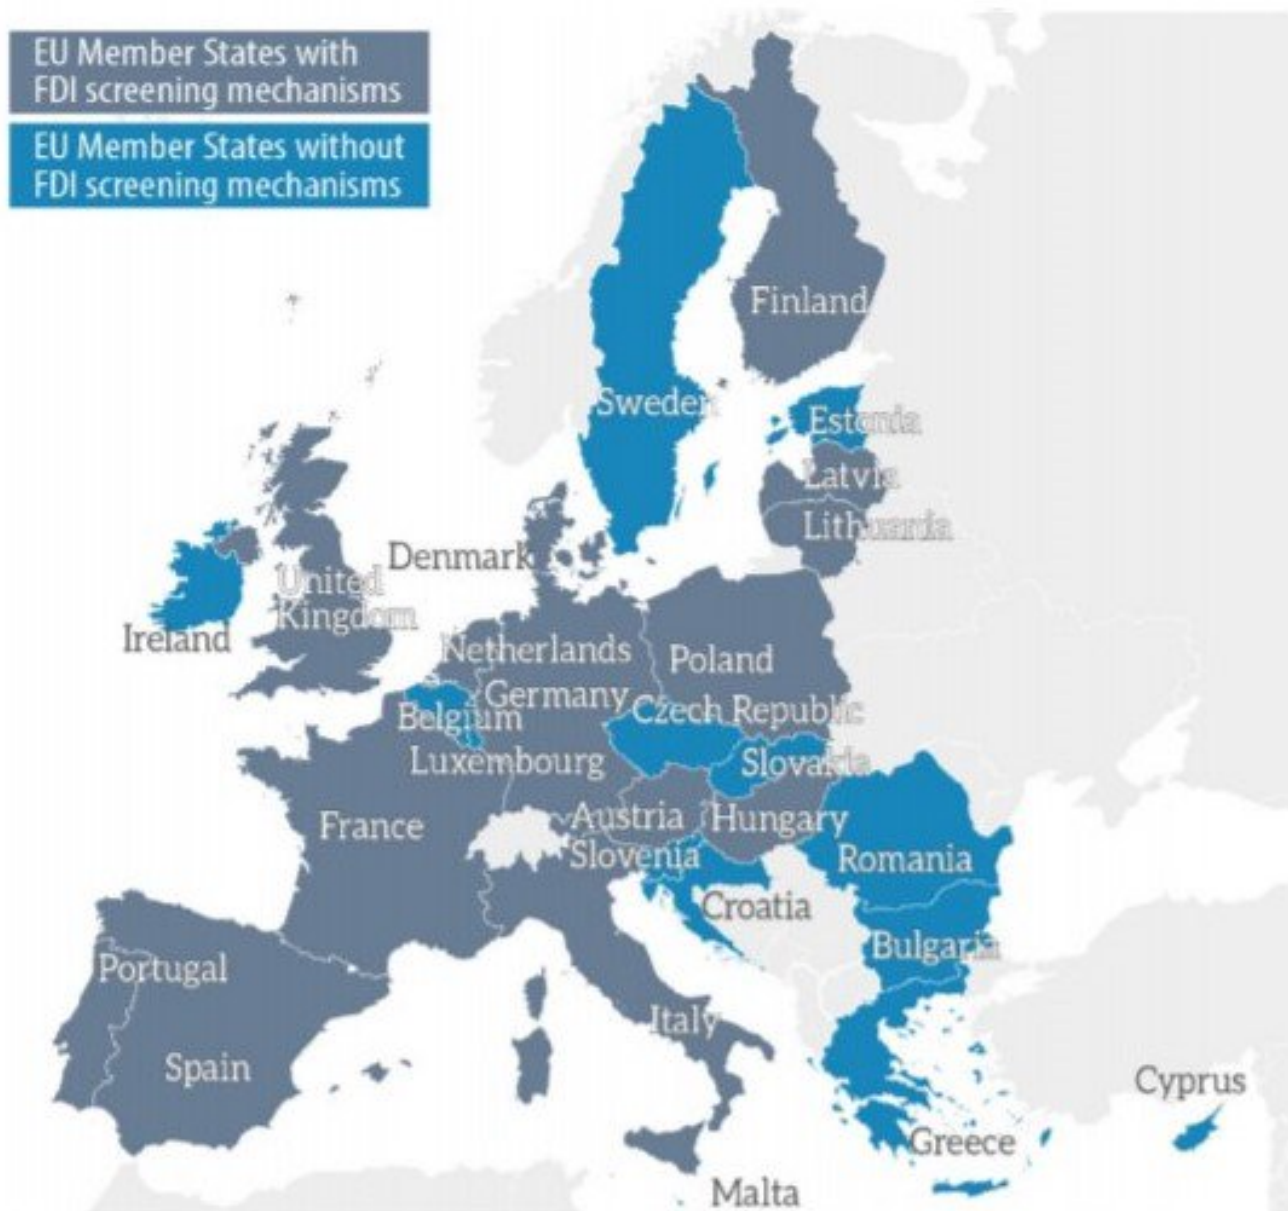 EU Member States with
FDI screening mechanisms
EU Member States without
FDI screening mechanisms
Finland
Sweden
Estonia
Latvia
Lithuania
Denmark
United
Kingdom
Ireland
Netherlands
Poland
Germany
Belgium
Czech Republic
Luxembourg
Slovakia
France
Austria
Hungary
Slovenia
Romania
Croatia
Bulgaria
Portugal
Italy
Spain
Cyprus
Greece
Malta